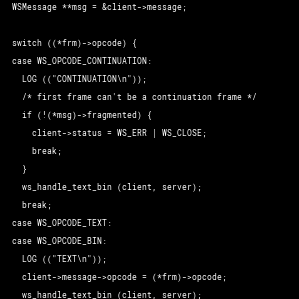 WSMessage **msg = &client->message;
switch ((*frm)->opcode) {
case WS_OPCODE_CONTINUATION:
LOG (("CONTINUATION\n"));
/* first frame can't be a continuation frame */
if (!(*msg)->fragmented) {
client->status = WS_ERR | WS_CLOSE;
break;
}
ws_handle_text_bin (client, server);
break;
case WS_OPCODE_TEXT:
case WS_OPCODE_BIN:
LOG (("TEXT\n"));
client->message->opcode = (*frm)->opcode;
ws_handle_text_bin (client, server);